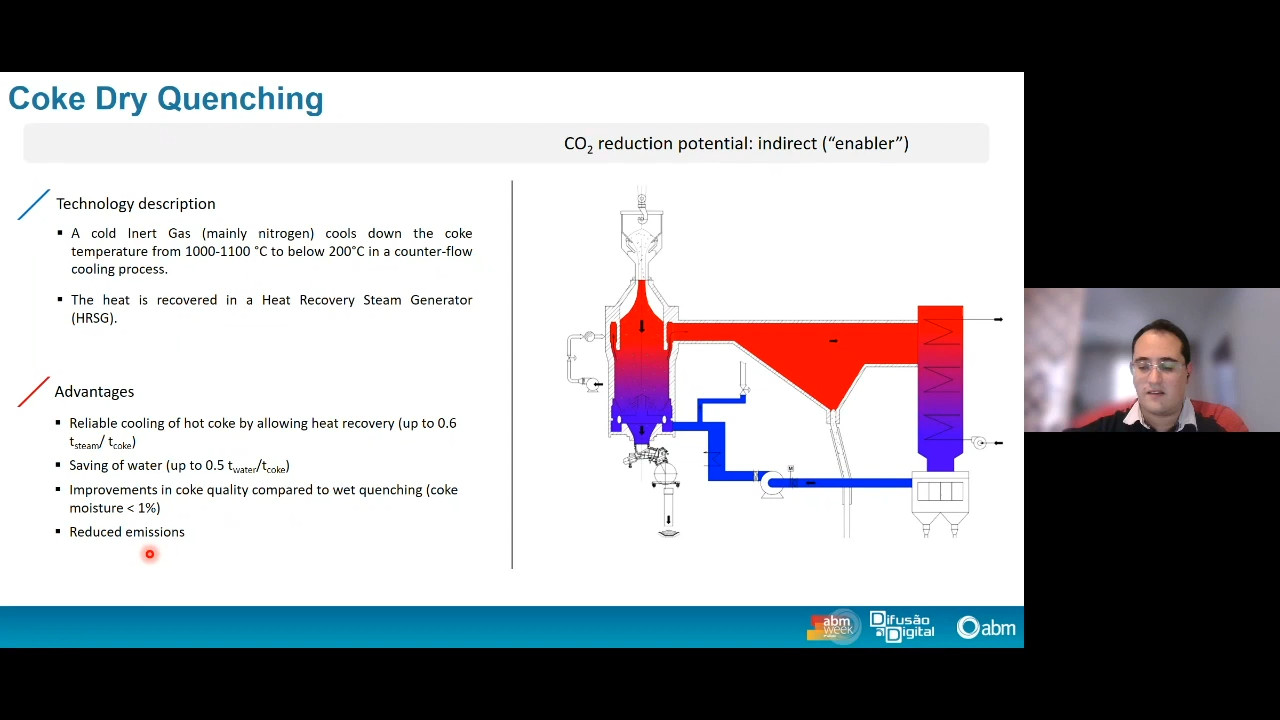 Coke Dry Quenching
CO₂ reduction potential: indirect (“enabler”)
Technology description
▪ A cold Inert Gas (mainly nitrogen) cools down the coke
temperature from 1000-1100 °C to below 200°C in a counter-flow
cooling process.
▪ The heat is recovered in a Heat Recovery Steam Generator
(HRSG).
Advantages
▪ Reliable cooling of hot coke by allowing heat recovery (up to 0.6
t_steam/ t_coke)
▪ Saving of water (up to 0.5 t_water/t_coke)
▪ Improvements in coke quality compared to wet quenching (coke
moisture < 1%)
▪ Reduced emissions
M
abm
week
Difusão
Digital
abm